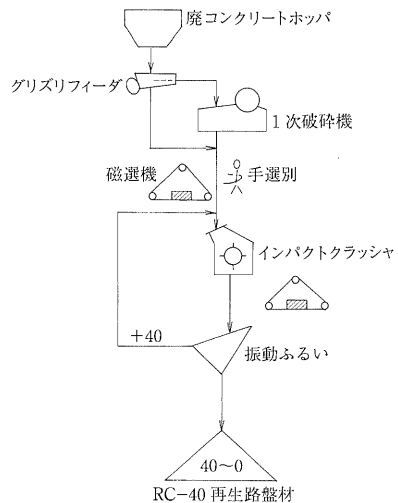 廃コンクリートホッパ
グリズリフィーダ
1次破砕機
磁選機
手選別
インパクトクラッシャ
+40
振動ふるい
40〜0
RC-40 再生路盤材